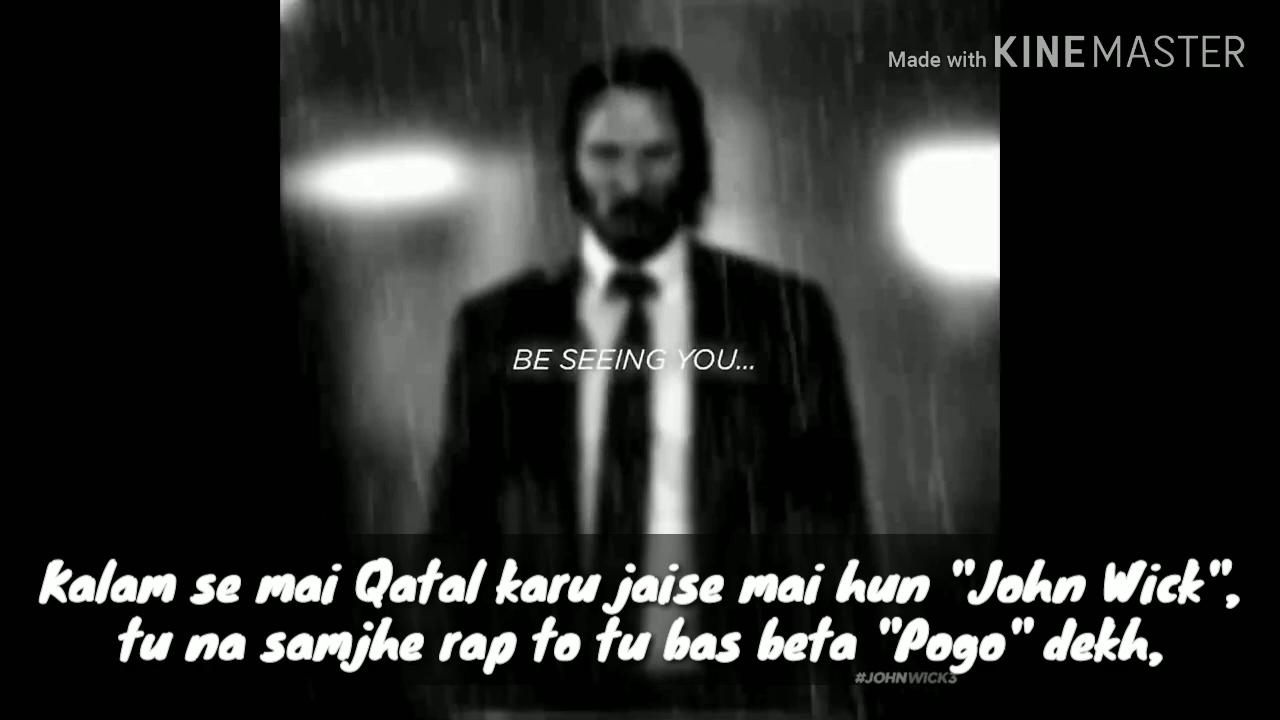 Made with KINEMASTER
BE SEEING YOU...
Kalam se mai Qatal karu jaise mai hun "John Wick",
tu na samjhe rap to tu bas beta "Pogo" dekh,
#JOHNWICK3